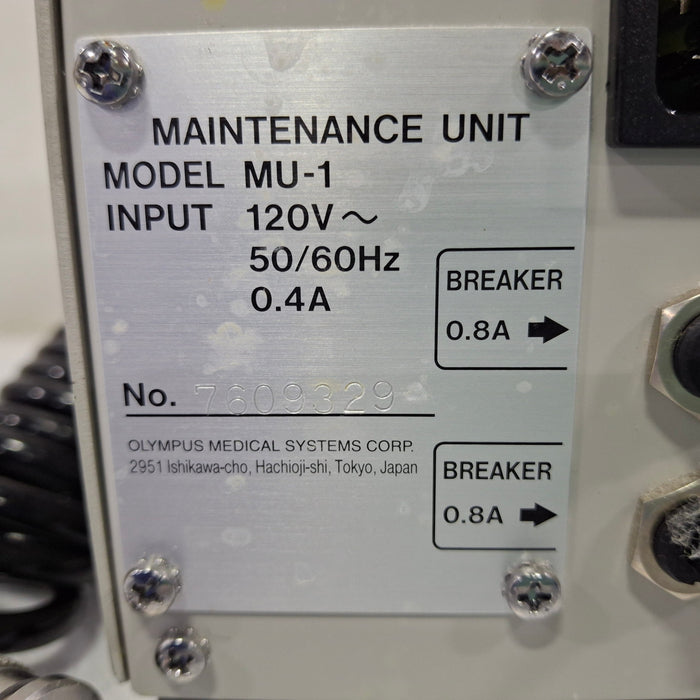 MAINTENANCE UNIT
MODEL MU-1
INPUT 120V～
50/60Hz
0.4A
BREAKER
0.8A ➡
No. 7609329
OLYMPUS MEDICAL SYSTEMS CORP.
2951 Ishikawa-cho, Hachioji-shi, Tokyo, Japan
BREAKER
0.8A ➡